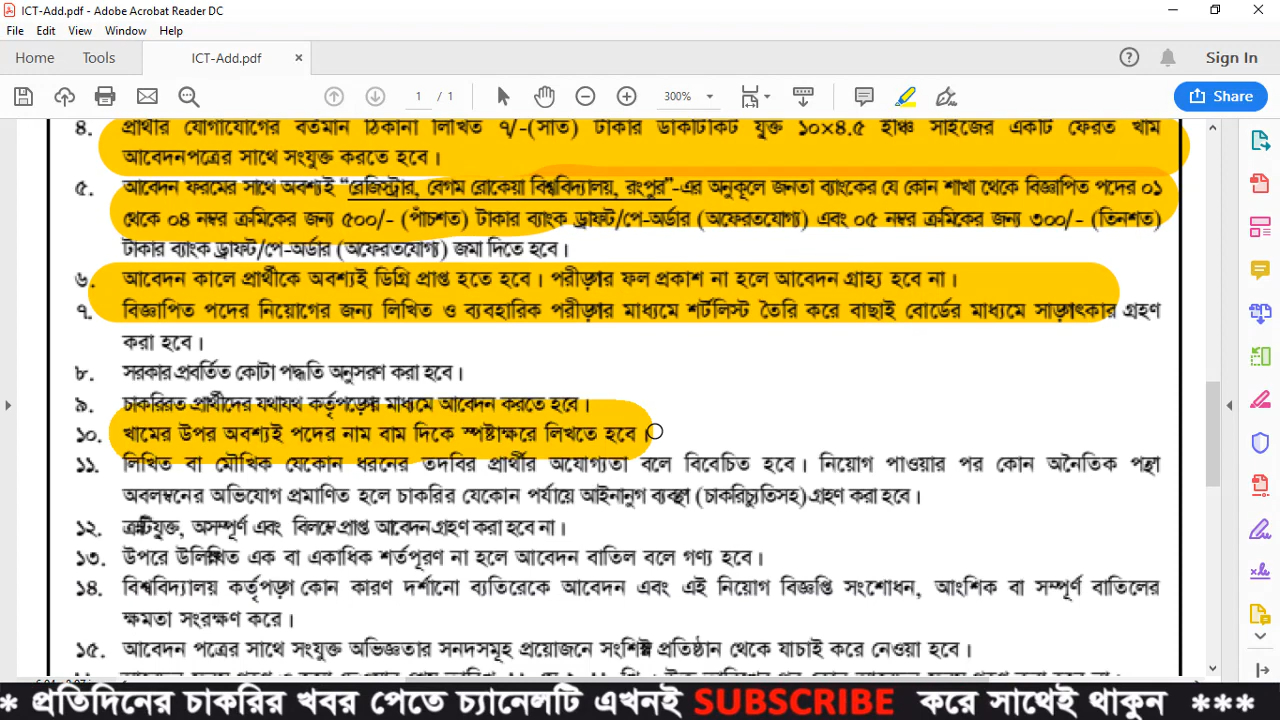 ICT-Add.pdf - Adobe Acrobat Reader DC
File Edit View Window Help
Home Tools ICT-Add.pdf × Sign In
1 / 1 300% Share
৪. প্রার্থীর যোগাযোগের বর্তমান ঠিকানা লিখিত ৭/-(সাত) টাকার ডাকটিকিট যুক্ত ১০×৪.৫ ইঞ্চি সাইজের একটি ফেরত খাম
আবেদনপত্রের সাথে সংযুক্ত করতে হবে।
৫. আবেদন ফরমের সাথে অবশ্যই “রেজিস্ট্রার, বেগম রোকেয়া বিশ্ববিদ্যালয়, রংপুর”-এর অনুকূলে জনতা ব্যাংকের যে কোন শাখা থেকে বিজ্ঞাপিত পদের ০১
থেকে ০৪ নম্বর ক্রমিকের জন্য ৫০০/- (পাঁচশত) টাকার ব্যাংক ড্রাফট/পে-অর্ডার (অফেরতযোগ্য) এবং ০৫ নম্বর ক্রমিকের জন্য ৩০০/- (তিনশত)
টাকার ব্যাংক ড্রাফট/পে-অর্ডার (অফেরতযোগ্য) জমা দিতে হবে।
৬. আবেদন কালে প্রার্থীকে অবশ্যই ডিগ্রি প্রাপ্ত হতে হবে। পরীড়্গার ফল প্রকাশ না হলে আবেদন গ্রাহ্য হবে না।
৭. বিজ্ঞাপিত পদের নিয়োগের জন্য লিখিত ও ব্যবহারিক পরীড়্গার মাধ্যমে শর্টলিস্ট তৈরি করে বাছাই বোর্ডের মাধ্যমে সাড়্গাৎকার গ্রহণ
করা হবে।
৮. সরকার প্রবর্তিত কোটা পদ্ধতি অনুসরণ করা হবে।
৯. চাকরিরত প্রার্থীদের যথাযথ কর্তৃপড়্গের মাধ্যমে আবেদন করতে হবে।
১০. খামের উপর অবশ্যই পদের নাম বাম দিকে স্পষ্টাক্ষরে লিখতে হবে।
১১. লিখিত বা মৌখিক যেকোন ধরনের তদবির প্রার্থীর অযোগ্যতা বলে বিবেচিত হবে। নিয়োগ পাওয়ার পর কোন অনৈতিক পন্থা
অবলম্বনের অভিযোগ প্রমাণিত হলে চাকরির যেকোন পর্যায়ে আইনানুগ ব্যবস্থা (চাকরিচ্যুতিসহ) গ্রহণ করা হবে।
১২. অসম্পূর্ণ এবং বিলম্বে প্রাপ্ত আবেদন গ্রহণ করা হবে না।
১৩. উপরে উল্লিখিত এক বা একাধিক শর্তপূরণ না হলে আবেদন বাতিল বলে গণ্য হবে।
১৪. বিশ্ববিদ্যালয় কর্তৃপড়্গ কোন কারণ দর্শানো ব্যতিরেকে আবেদন এবং এই নিয়োগ বিজ্ঞপ্তি সংশোধন, আংশিক বা সম্পূর্ণ বাতিলের
ক্ষমতা সংরক্ষণ করে।
১৫. আবেদন পত্রের সাথে সংযুক্ত অভিজ্ঞতার সনদসমূহ প্রয়োজনে সংশিস্নষ্ট প্রতিষ্ঠান থেকে যাচাই করে নেওয়া হবে।
* প্রতিদিনের চাকরির খবর পেতে চ্যানেলটি এখনই SUBSCRIBE করে সাথেই থাকুন ***